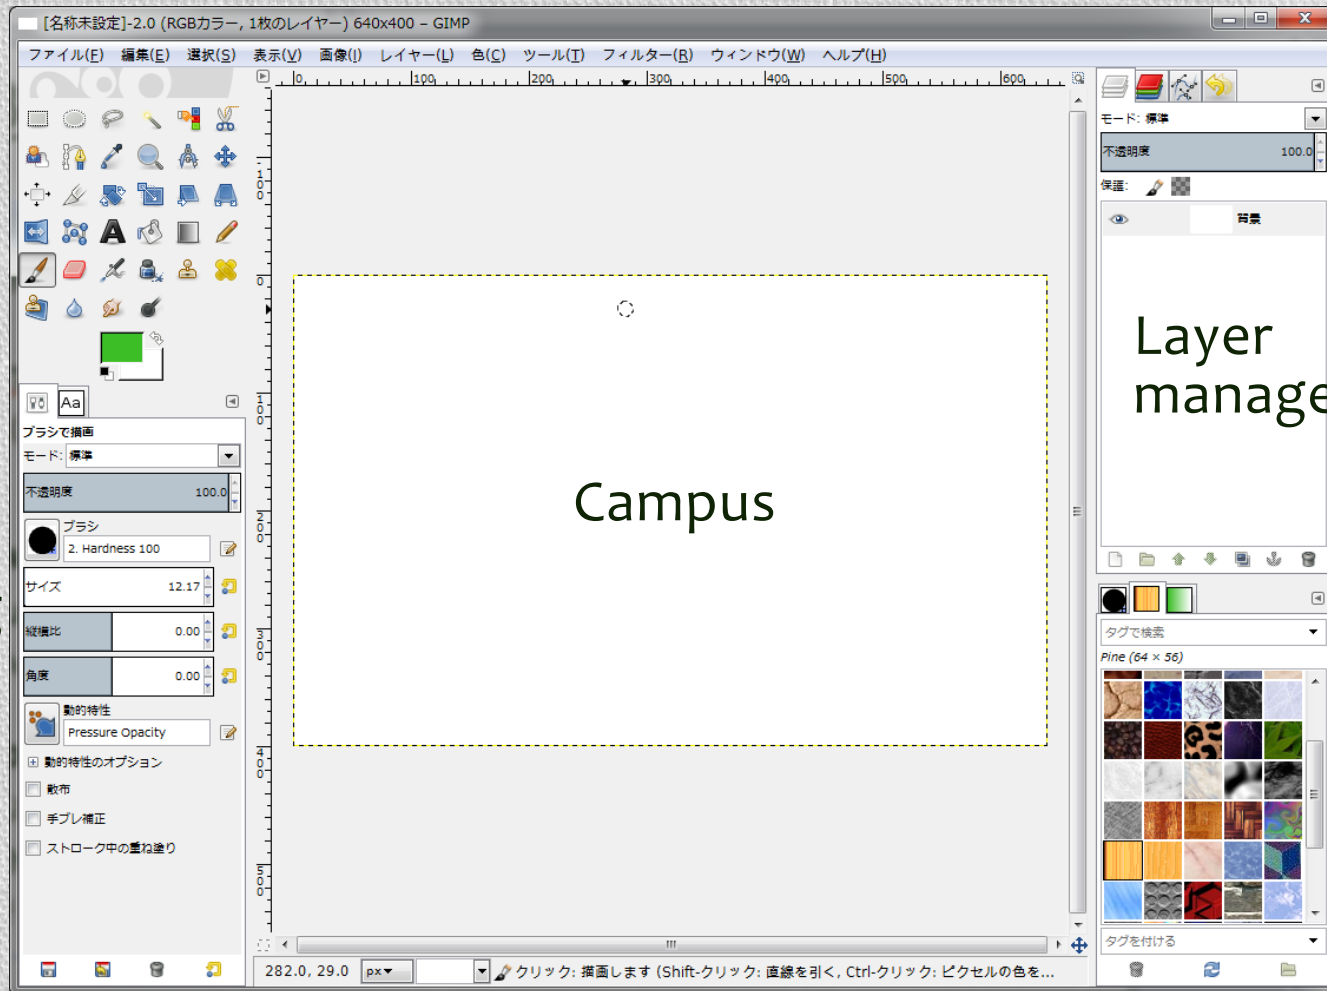 [名称未設定]-2.0 (RGBカラー, 1枚のレイヤー) 640x400 – GIMP
ファイル(F) 編集(E) 選択(S) 表示(V) 画像(I) レイヤー(L) 色(C) ツール(T) フィルター(R) ウィンドウ(W) ヘルプ(H)
0 100 200 300 400 500 600
100
0
100
200
300
400
500
Aa
ブラシで描画
モード: 標準
不透明度 100.0
ブラシ
2. Hardness 100
サイズ 12.17
縦横比 0.00
角度 0.00
動的特性
Pressure Opacity
動的特性のオプション
散布
手ブレ補正
ストローク中の重ね塗り
Campus
282.0, 29.0 px クリック: 描画します (Shift-クリック: 直線を引く, Ctrl-クリック: ピクセルの色を...
モード: 標準
不透明度 100.0
保護:
背景
Layer
manage
タグで検索
Pine (64 × 56)
タグを付ける